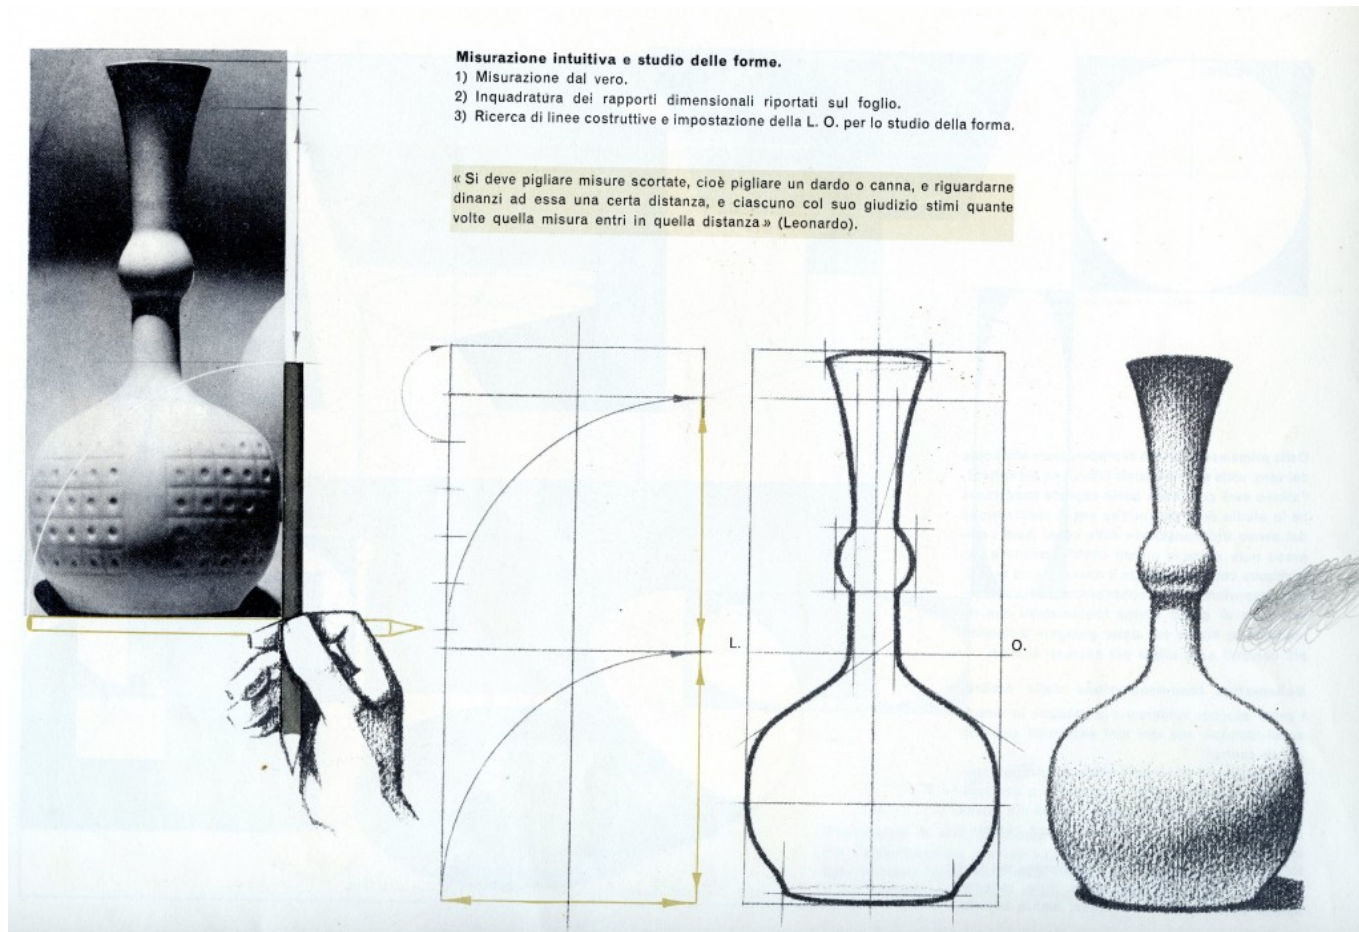 Misurazione intuitiva e studio delle forme.
1) Misurazione dal vero.
2) Inquadratura dei rapporti dimensionali riportati sul foglio.
3) Ricerca di linee costruttive e impostazione della L. O. per lo studio della forma.
« Si deve pigliare misure scortate, cioè pigliare un dardo o canna, e riguardarne
dinanzi ad essa una certa distanza, e ciascuno col suo giudizio stimi quante
volte quella misura entri in quella distanza.» (Leonardo).
L.
O.